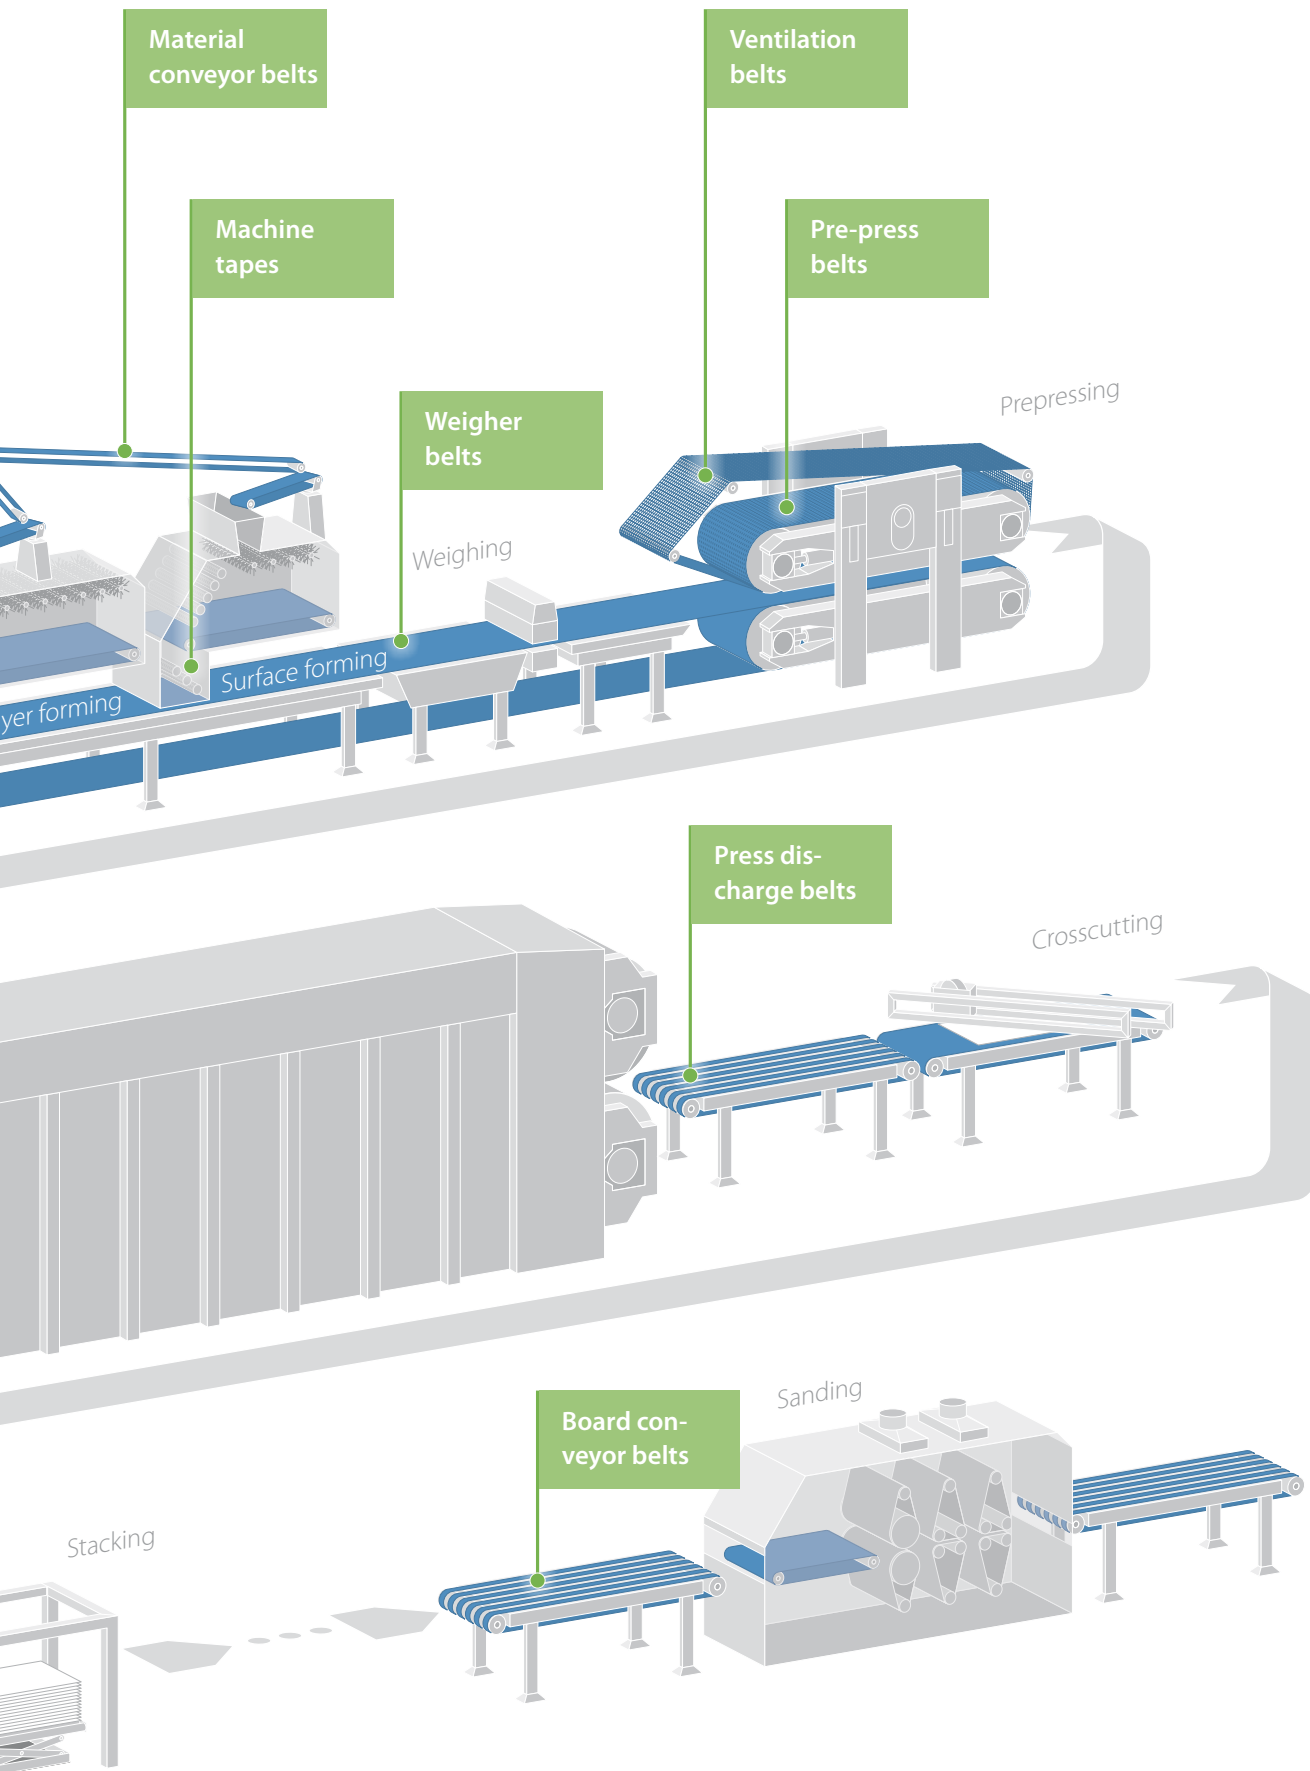 Material
conveyor belts
Ventilation
belts
Machine
tapes
Pre-press
belts
Prepressing
Weigher
belts
Weighing
Surface forming
yer forming
Press dis-
charge belts
Crosscutting
Sanding
Board con-
veyor belts
Stacking